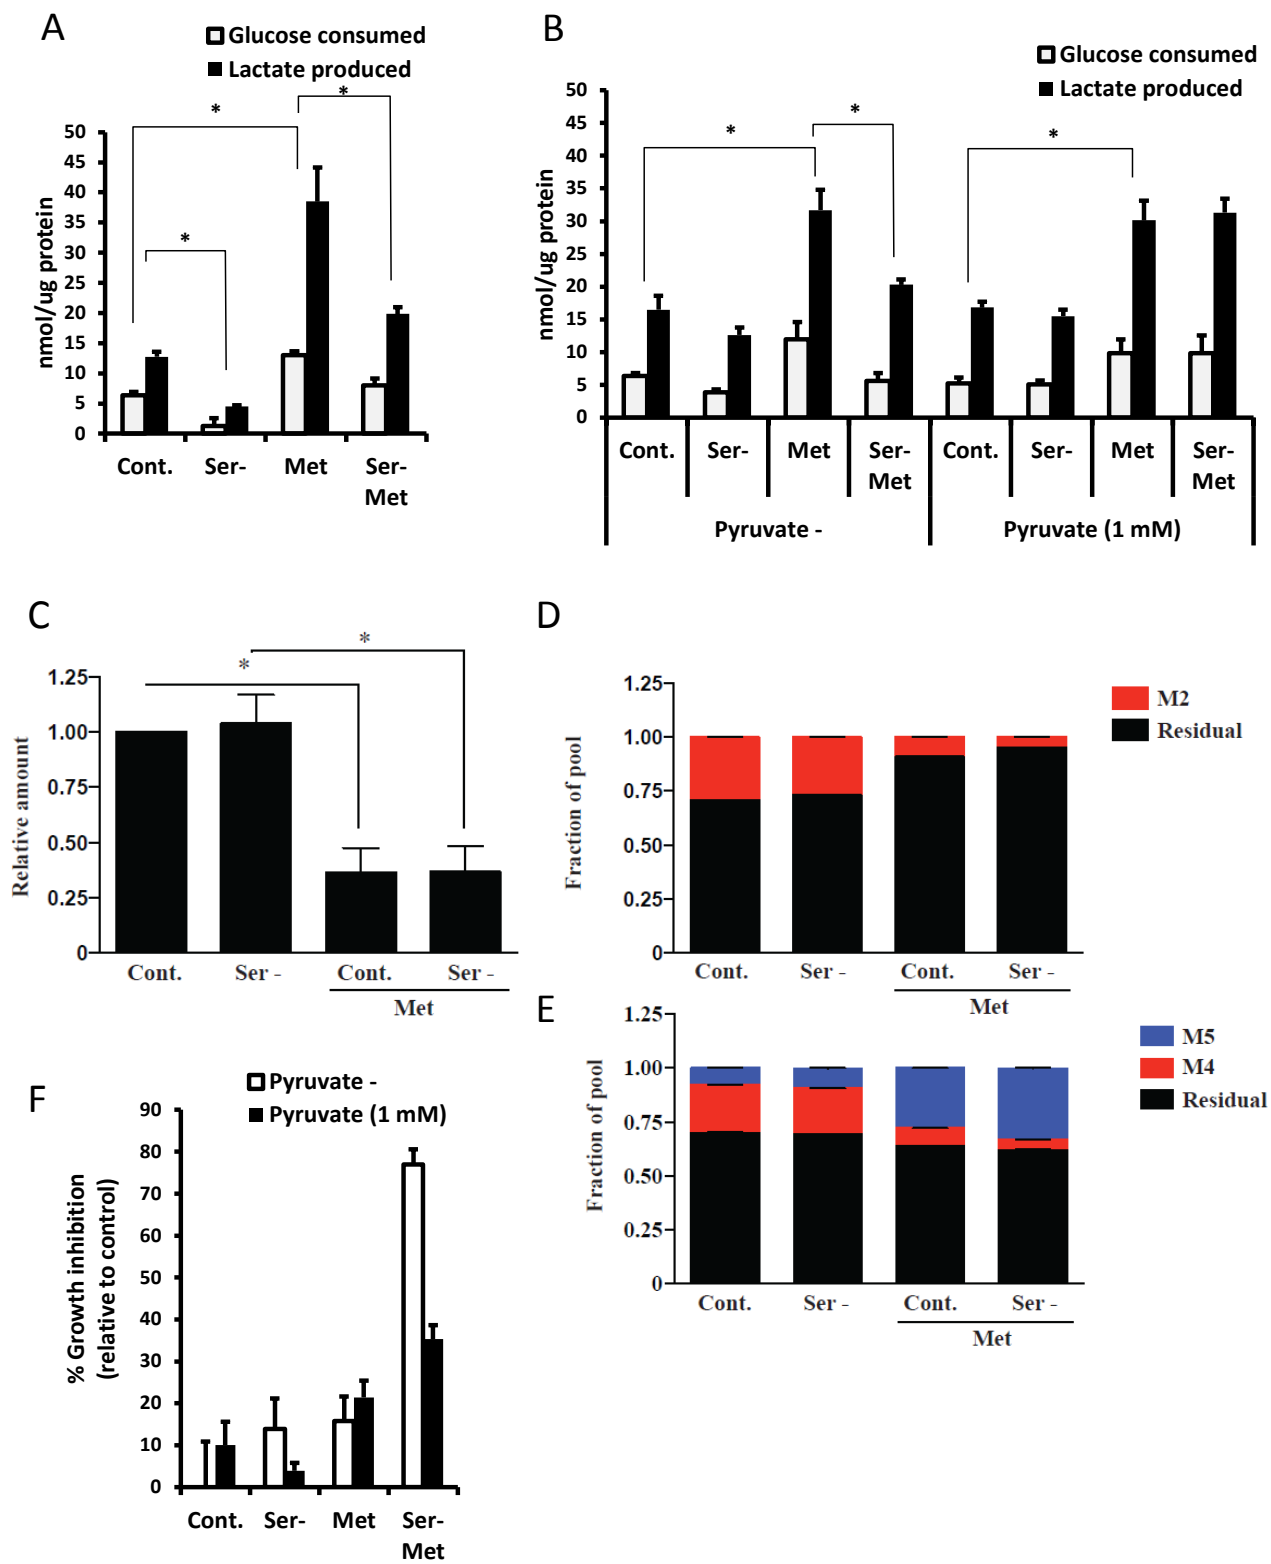 A
Glucose consumed
Lactate produced
*
*
*
nmol/ug protein
50
45
40
35
30
25
20
15
10
5
0
Cont.
Ser-
Met
Ser-
Met
B
Glucose consumed
Lactate produced
*
*
*
nmol/ug protein
50
45
40
35
30
25
20
15
10
5
0
Cont.
Ser-
Met
Ser-
Met
Cont.
Ser-
Met
Ser-
Met
Pyruvate -
Pyruvate (1 mM)
C
*
*
Relative amount
1.25
1.00
0.75
0.50
0.25
0
Cont.
Ser -
Cont.
Ser -
Met
D
M2
Residual
Fraction of pool
1.25
1.00
0.75
0.50
0.25
0
Cont.
Ser -
Cont.
Ser -
Met
E
M5
M4
Residual
Fraction of pool
1.25
1.00
0.75
0.50
0.25
0
Cont.
Ser -
Cont.
Ser -
Met
F
Pyruvate -
Pyruvate (1 mM)
% Growth inhibition
(relative to control)
90
80
70
60
50
40
30
20
10
0
Cont.
Ser-
Met
Ser-
Met